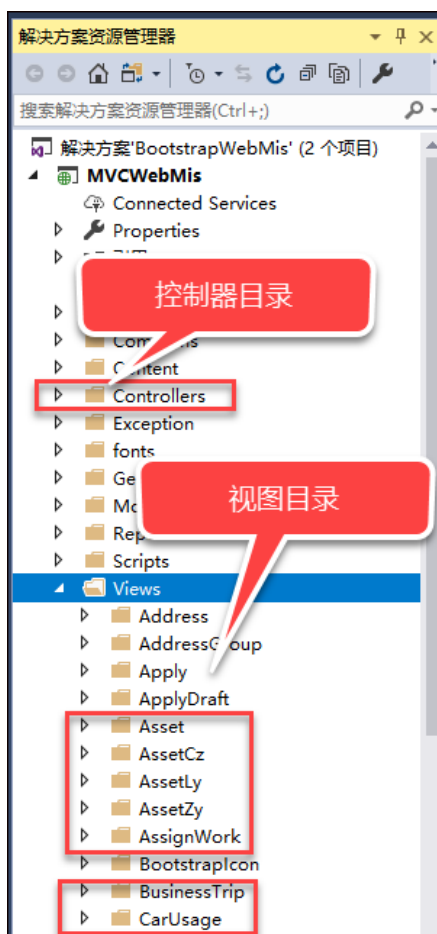 解决方案资源管理器
搜索解决方案资源管理器(Ctrl+;)
解决方案'BootstrapWebMis' (2 个项目)
MVCWebMis
Connected Services
Properties
控制器目录
Content
Controllers
Exception
fonts
视图目录
Scripts
Views
Address
AddressGroup
Apply
ApplyDraft
Asset
AssetCz
AssetLy
AssetZy
AssignWork
BootstrapIcon
BusinessTrip
CarUsage